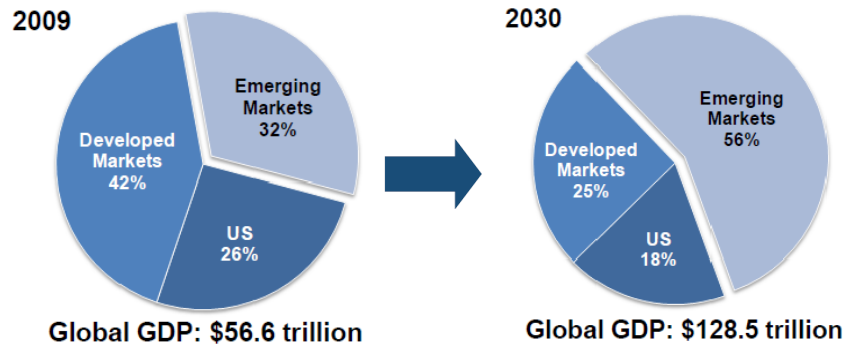 2009
Emerging
Markets
32%
Developed
Markets
42%
US
26%
Global GDP: $56.6 trillion
2030
Emerging
Markets
56%
Developed
Markets
25%
US
18%
Global GDP: $128.5 trillion